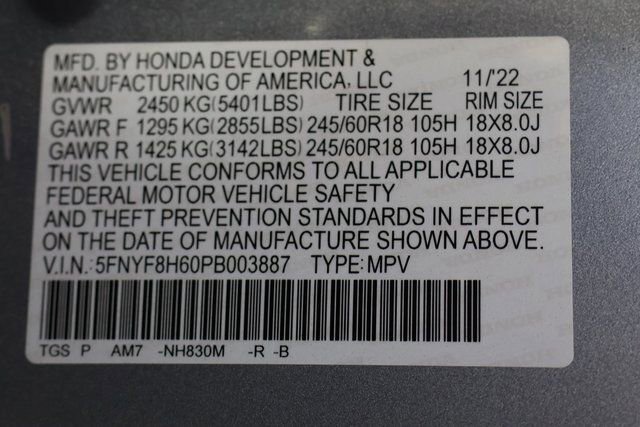 MFD. BY HONDA DEVELOPMENT &
MANUFACTURING OF AMERICA, LLC 11/'22
GVWR 2450 KG(5401LBS) TIRE SIZE RIM SIZE
GAWR F 1295 KG(2855LBS) 245/60R18 105H 18X8.0J
GAWR R 1425 KG(3142LBS) 245/60R18 105H 18X8.0J
THIS VEHICLE CONFORMS TO ALL APPLICABLE
FEDERAL MOTOR VEHICLE SAFETY
AND THEFT PREVENTION STANDARDS IN EFFECT
ON THE DATE OF MANUFACTURE SHOWN ABOVE.
V.I.N.: 5FNYF8H60PB003887 TYPE: MPV
TGS P AM7 -NH830M -R -B